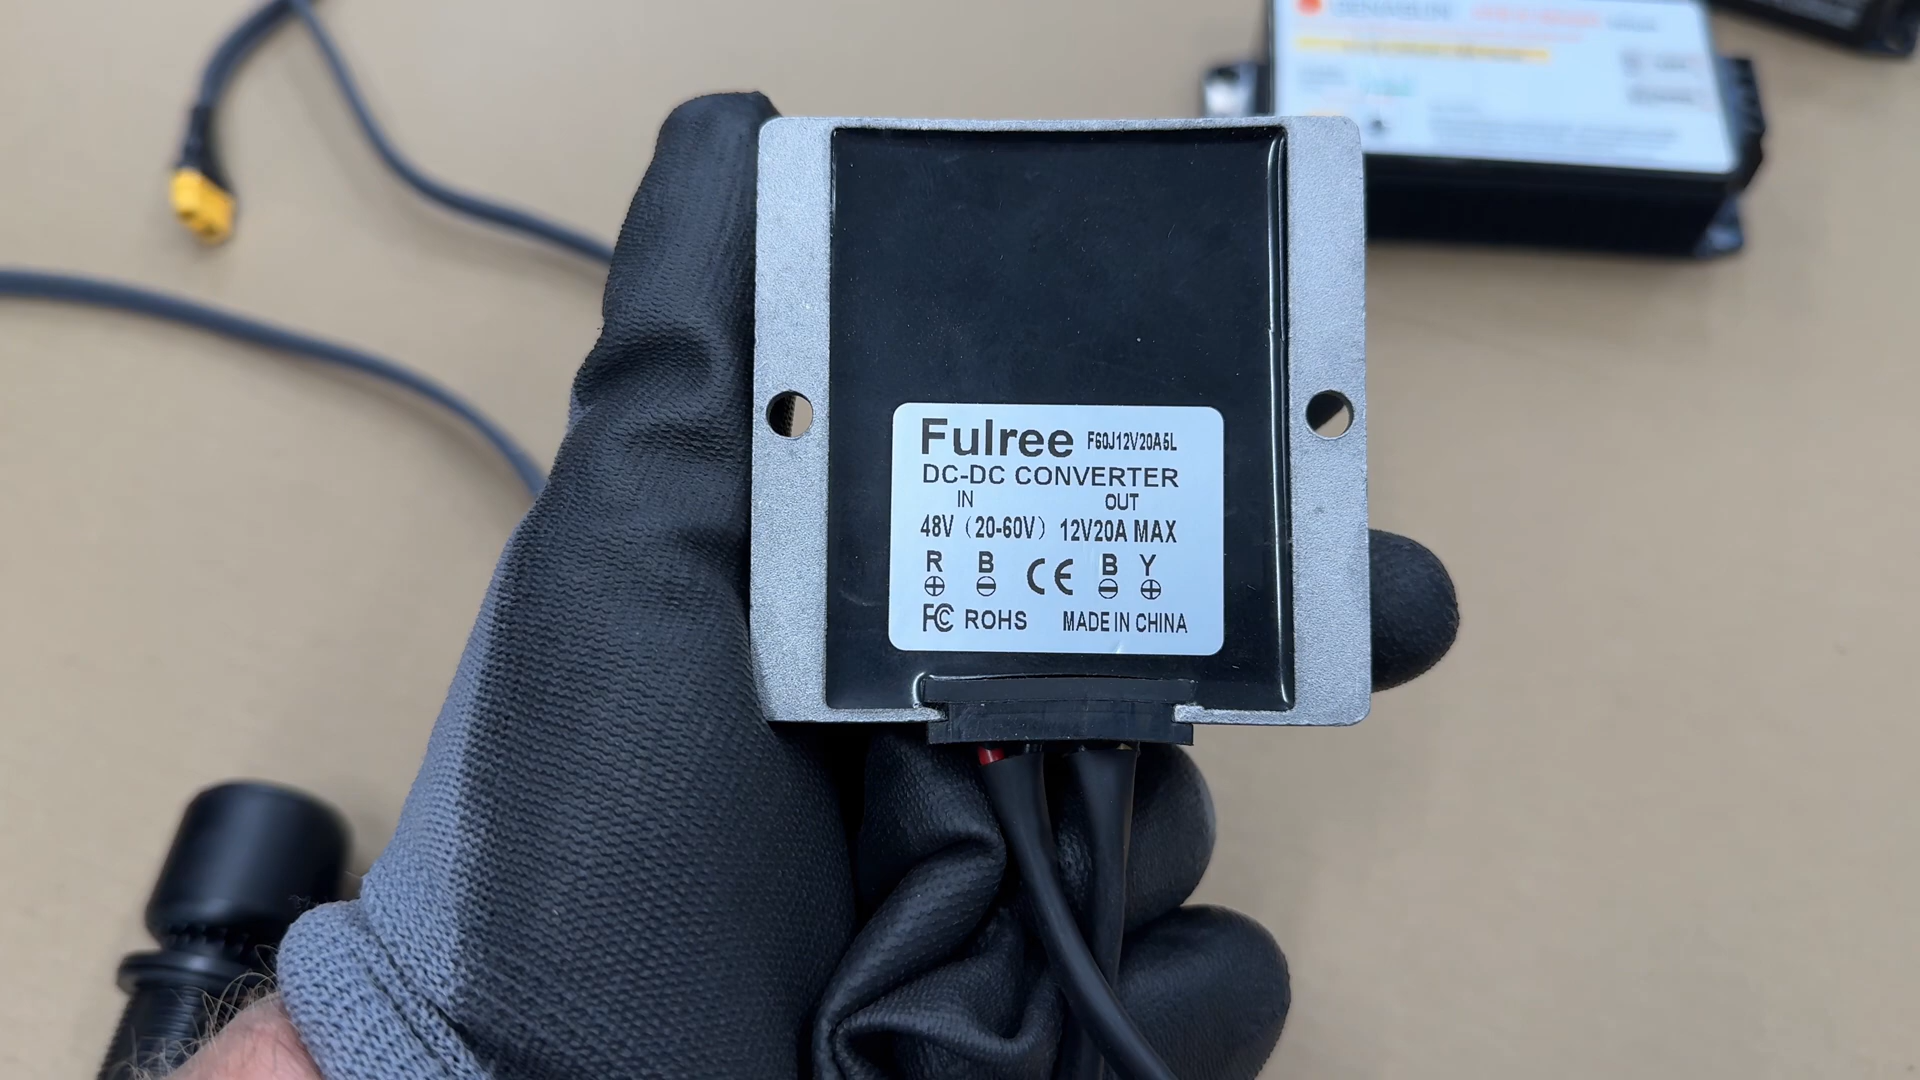 Fulree F60J12V20A5L
DC-DC CONVERTER
IN OUT
48V (20-60V) 12V20A MAX
R B CE B Y
⊕ ⊖ ⊖ ⊕
FC ROHS MADE IN CHINA